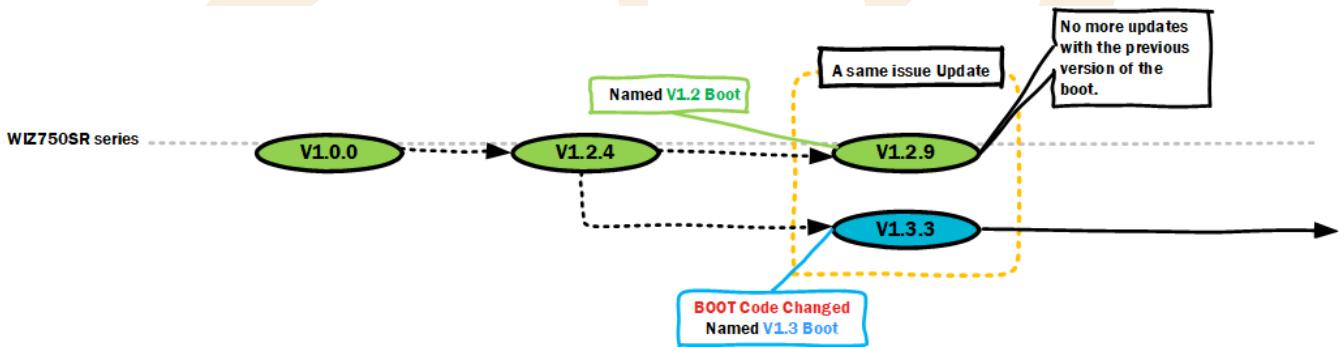 No more updates
with the previous
version of the
boot.
A same issue Update
Named V1.2 Boot
WIZ750SR series
V1.0.0
V1.2.4
V1.2.9
V1.3.3
BOOT Code Changed
Named V1.3 Boot